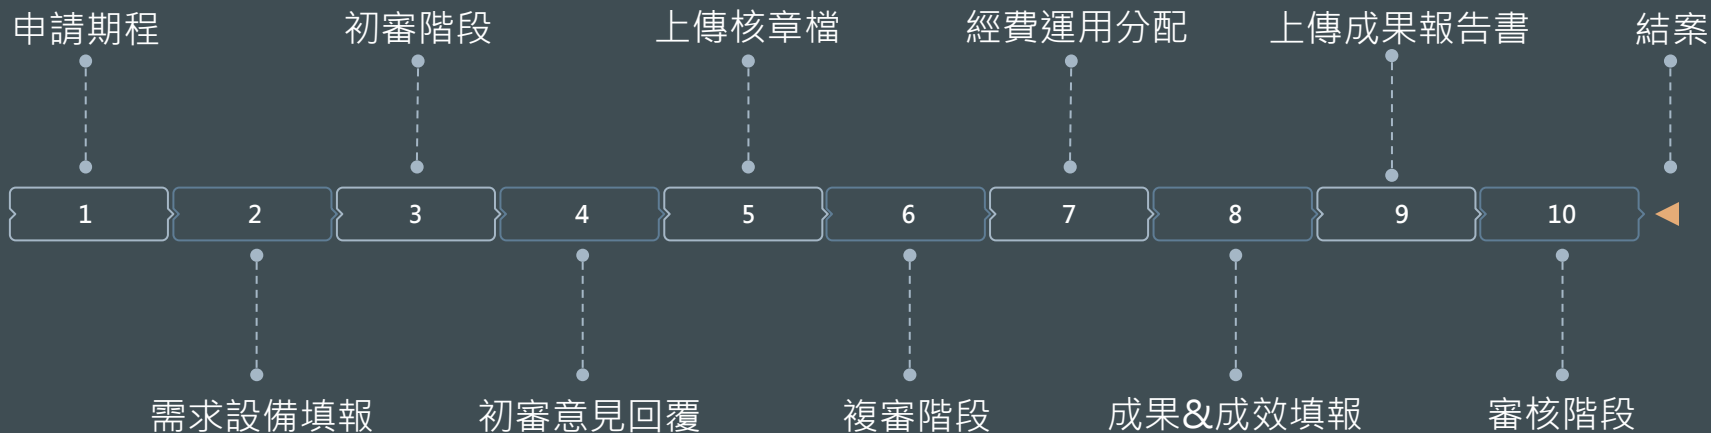 申請期程
初審階段
上傳核章檔
經費運用分配
上傳成果報告書
結案
1
2
3
4
5
6
7
8
9
10
需求設備填報
初審意見回覆
複審階段
成果&成效填報
審核階段